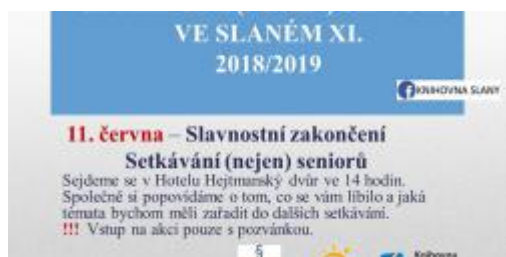 VE SLANÉM XI.
2018/2019
KNIHOVNA SLANY
11. června – Slavnostní zakončení
Setkávání (nejen) seniorů
Sejdeme se v Hotelu Hejtmanský dvůr ve 14 hodin.
Společně si popovídáme o tom, co se vám líbilo a jaká
témata bychom měli zařadit do dalších setkávání.
!!! Vstup na akci pouze s pozvánkou.
Knihovna